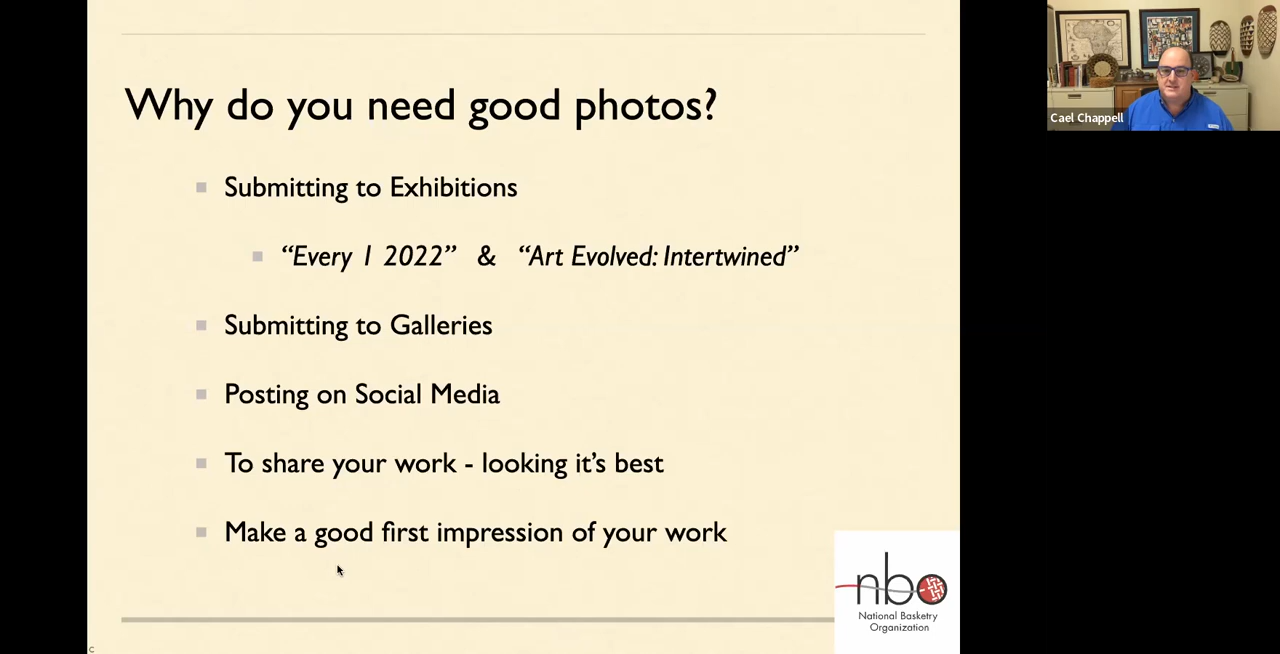 Why do you need good photos?
Submitting to Exhibitions
“Every 1 2022” & “Art Evolved: Intertwined”
Submitting to Galleries
Posting on Social Media
To share your work - looking it’s best
Make a good first impression of your work
nbo
National Basketry
Organization
C
Cael Chappell